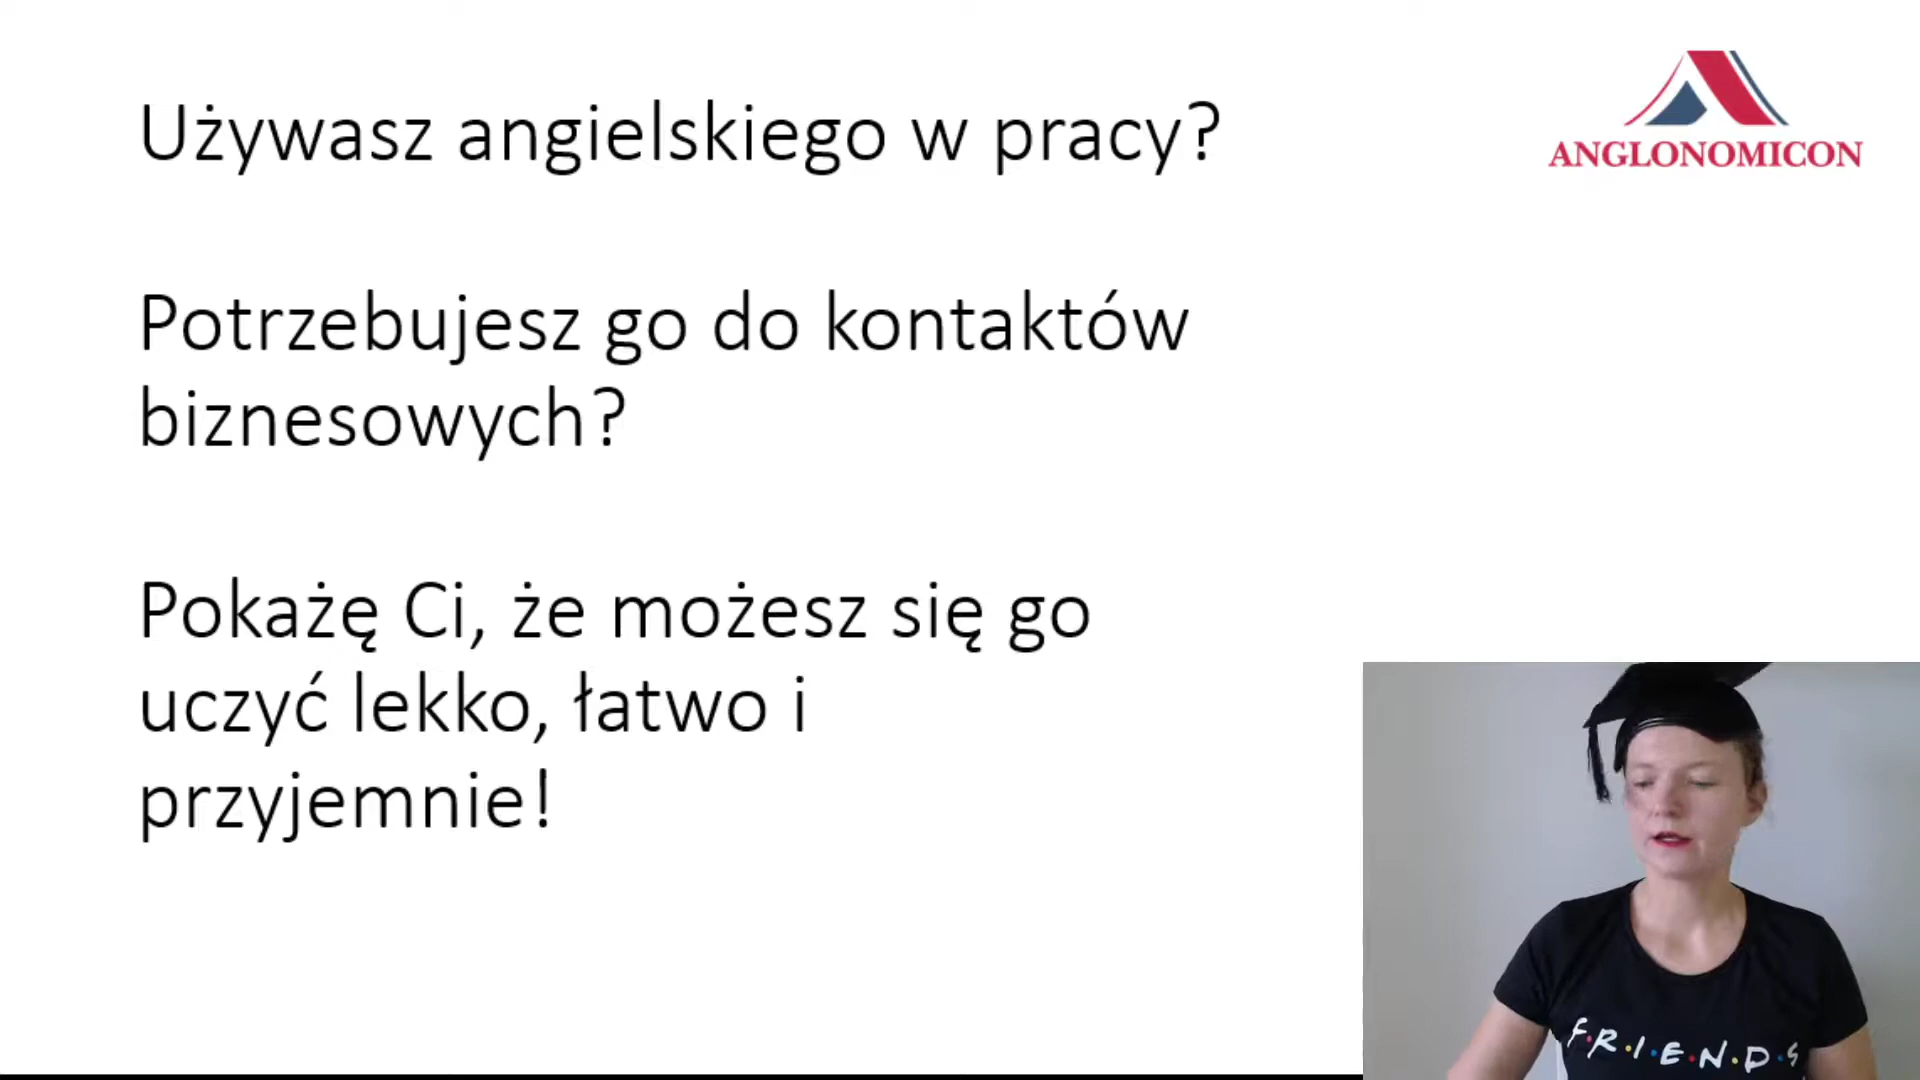 Używasz angielskiego w pracy?
ANGLONOMICON
Potrzebujesz go do kontaktów
biznesowych?
Pokażę Ci, że możesz się go
uczyć lekko, łatwo i
przyjemnie!
F·R·I·E·N·D·S